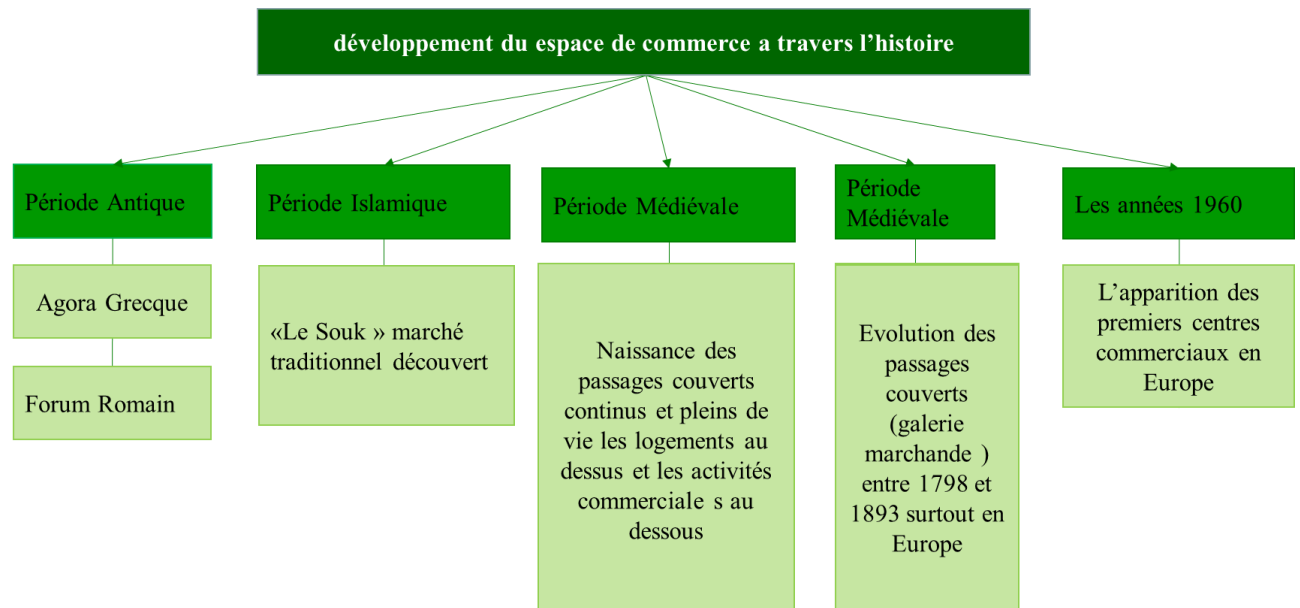 développement du espace de commerce a travers l’histoire
Période Antique
Agora Grecque
Forum Romain
Période Islamique
«Le Souk » marché
traditionnel découvert
Période Médiévale
Naissance des
passages couverts
continus et pleins de
vie les logements au
dessus et les activités
commerciale s au
dessous
Période
Médiévale
Evolution des
passages
couverts
(galerie
marchande )
entre 1798 et
1893 surtout en
Europe
Les années 1960
L’apparition des
premiers centres
commerciaux en
Europe